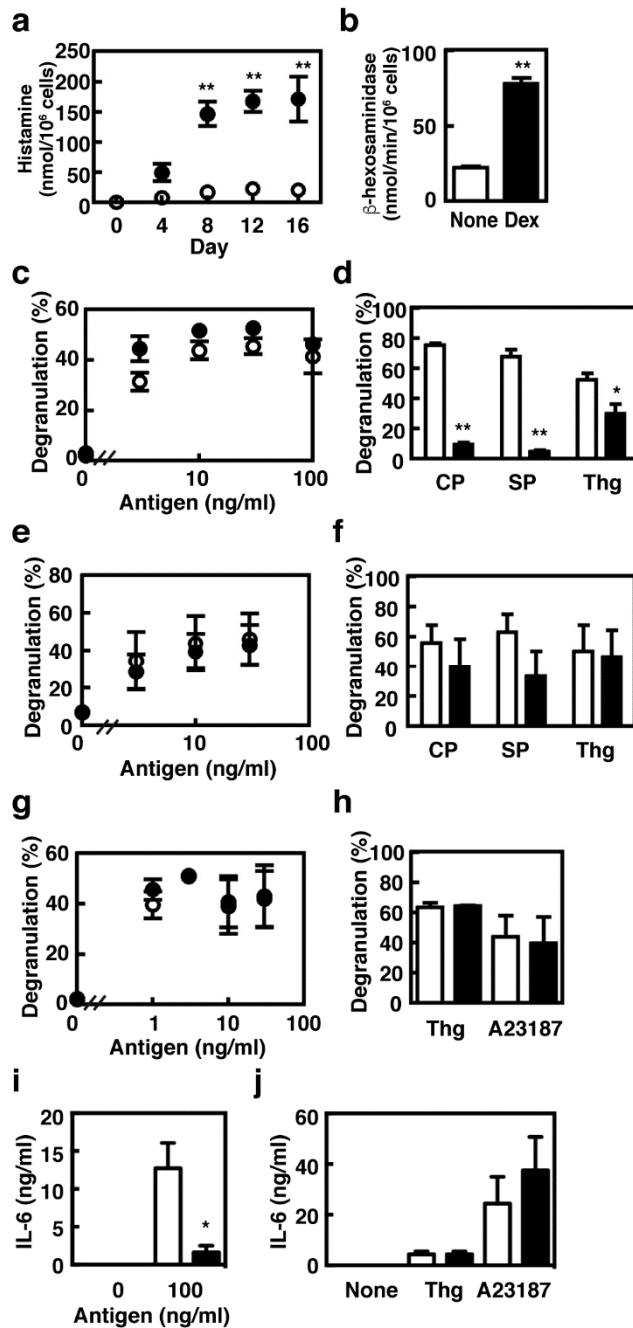 a
Histamine
(nmol/10⁶ cells)
250
200
150
100
50
0
**
**
**
0 4 8 12 16
Day
b
β-hexosaminidase
(nmol/min/10⁶ cells)
100
50
0
**
None Dex
c
Degranulation (%)
60
40
20
0
0 10 100
Antigen (ng/ml)
d
Degranulation (%)
100
80
60
40
20
0
**
**
*
CP SP Thg
e
Degranulation (%)
80
60
40
20
0
0 10 100
Antigen (ng/ml)
f
Degranulation (%)
100
80
60
40
20
0
CP SP Thg
g
Degranulation (%)
60
40
20
0
0 1 10 100
Antigen (ng/ml)
h
Degranulation (%)
100
80
60
40
20
0
Thg A23187
i
IL-6 (ng/ml)
20
15
10
5
0
*
0 100
Antigen (ng/ml)
j
IL-6 (ng/ml)
60
40
20
0
None Thg A23187